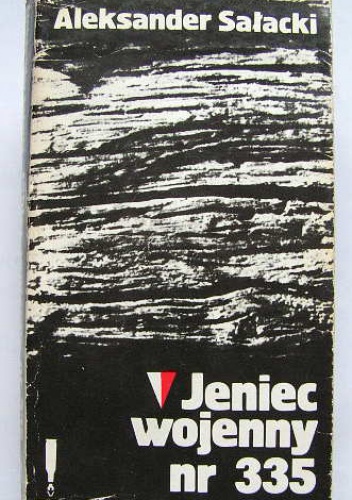 Aleksander Sałacki
Jeniec
wojenny
nr 335